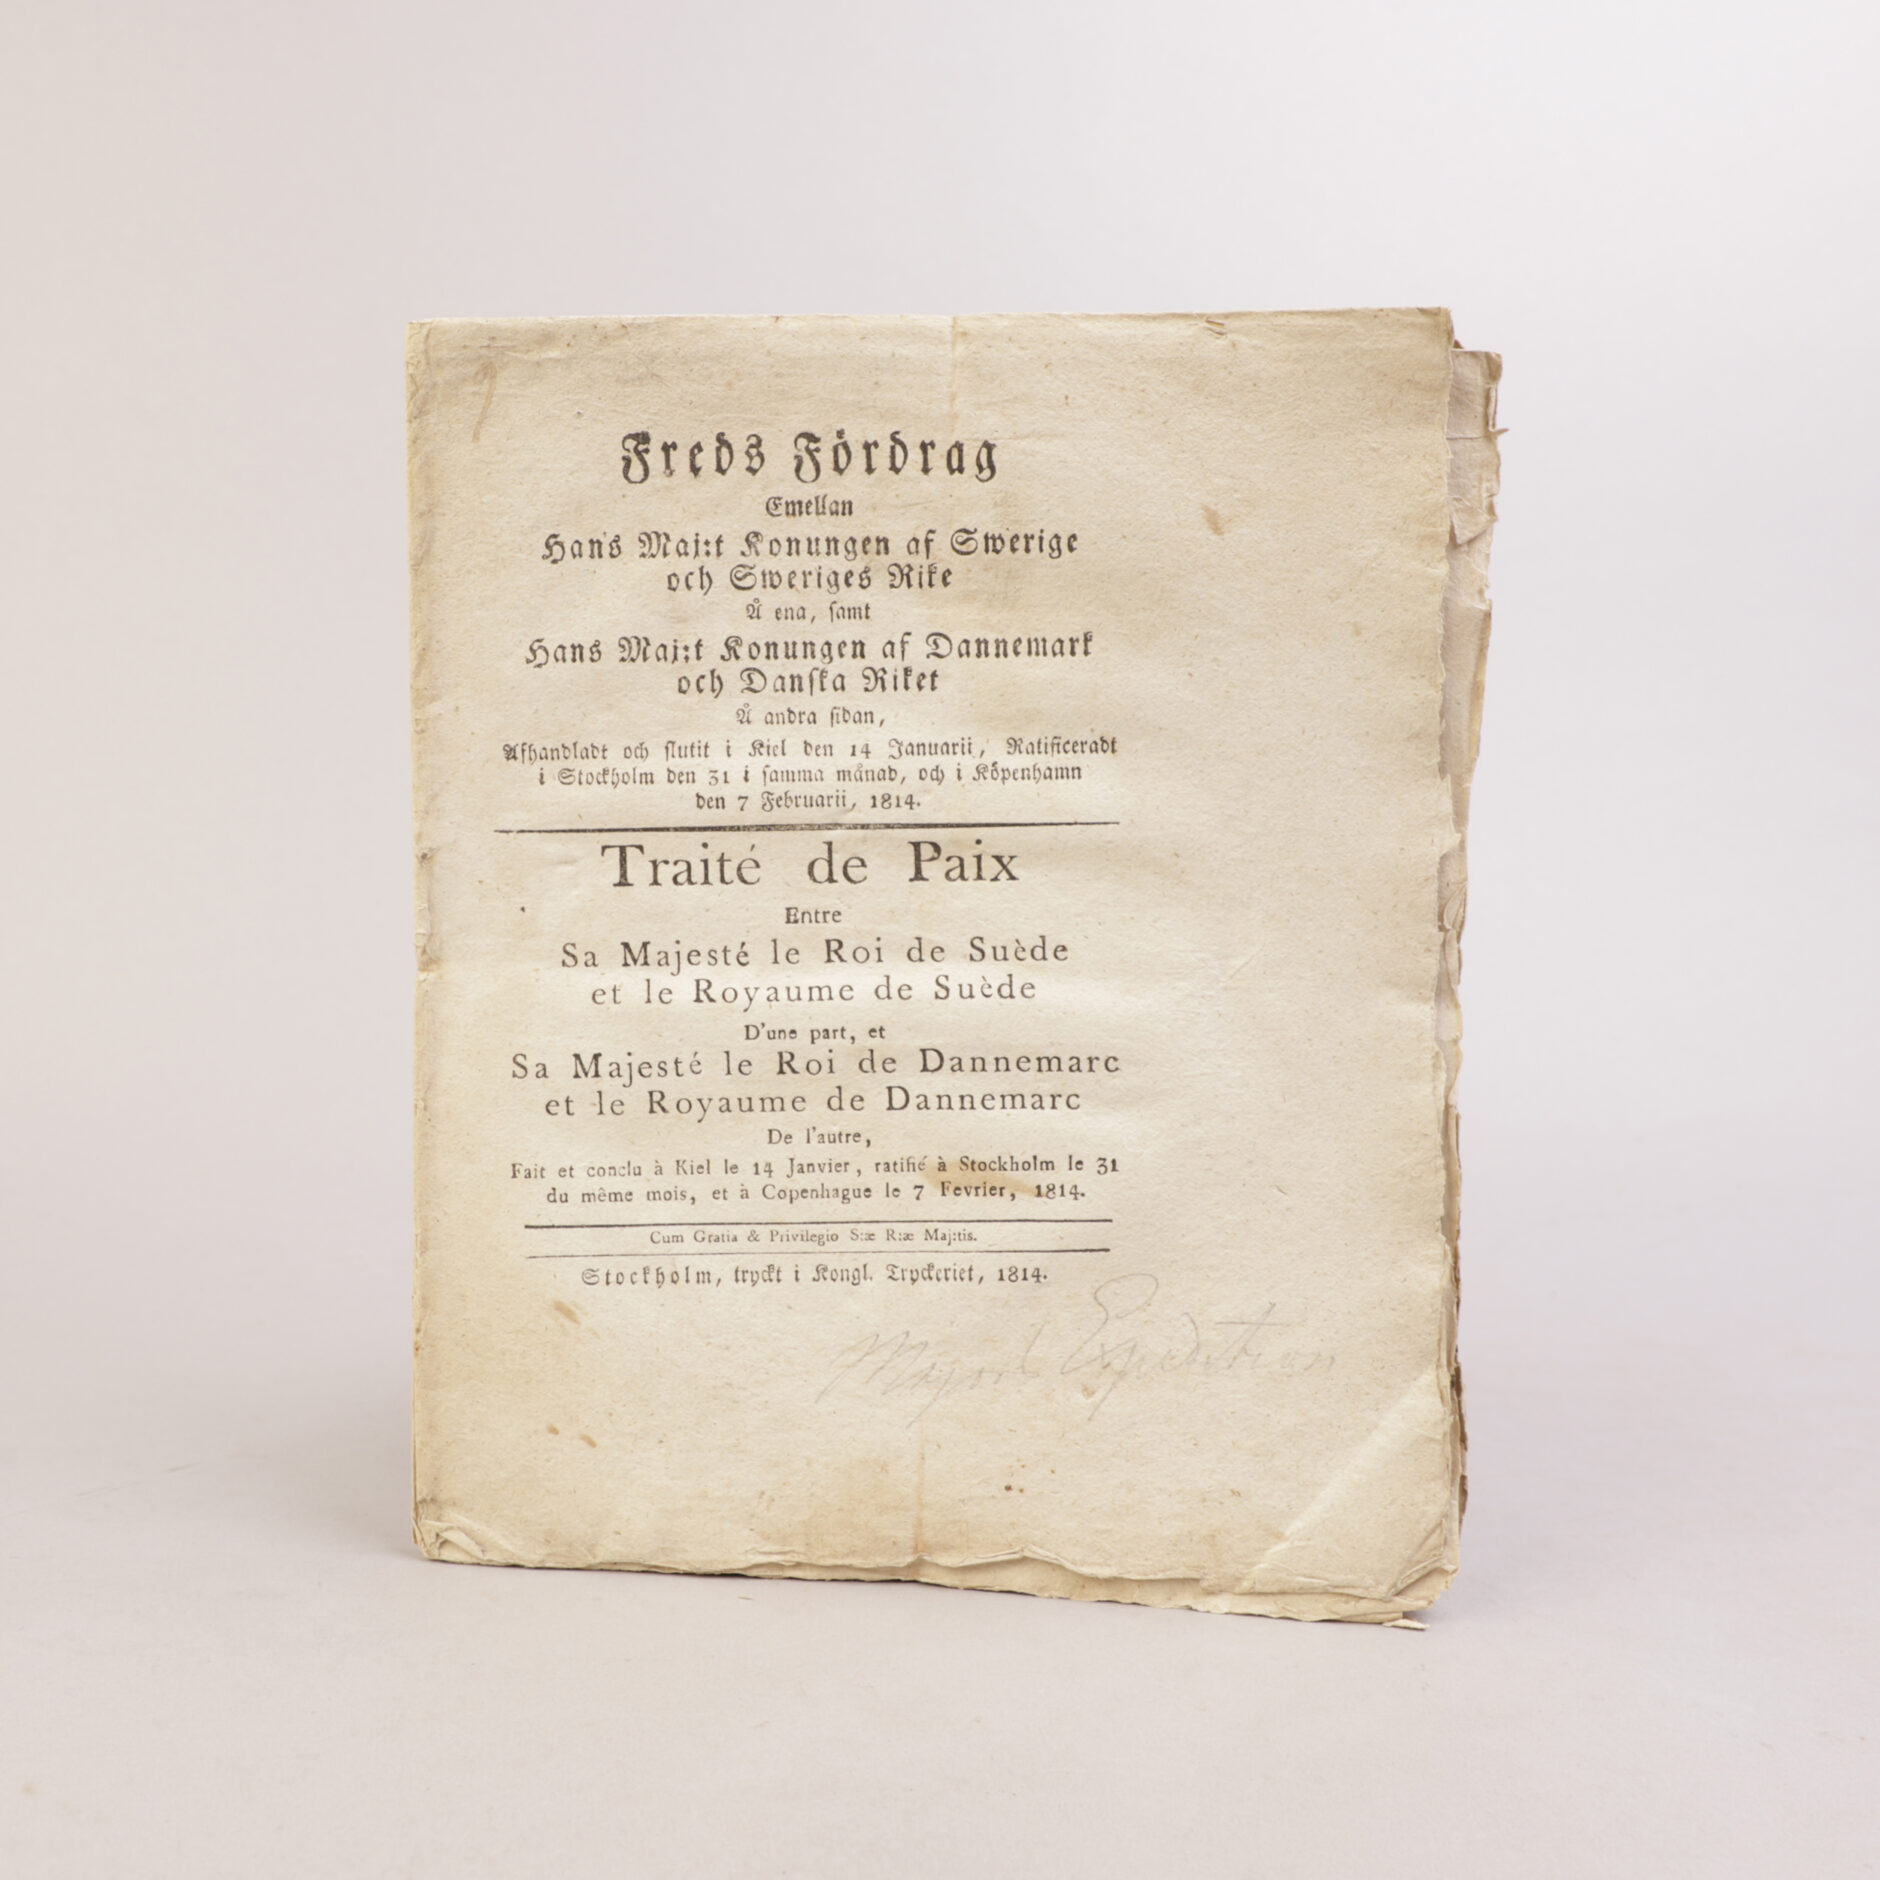 Freds Fördrag
Emellan
Hans Maj:t Konungen af Swerige
och Sweriges Rike
Å ena, ſamt
Hans Maj:t Konungen af Dannemark
och Danſka Riket
Å andra ſidan,
Afhandladt och ſlutit i Kiel den 14 Januarii, Ratificeradt
i Stockholm den 31 i ſamma månad, och i Köpenhamn
den 7 Februarii, 1814.
Traité de Paix
Entre
Sa Majesté le Roi de Suède
et le Royaume de Suède
D'une part, et
Sa Majesté le Roi de Dannemarc
et le Royaume de Dannemarc
De l'autre,
Fait et conclu à Kiel le 14 Janvier, ratifié à Stockholm le 31
du même mois, et à Copenhague le 7 Fevrier, 1814.
Cum Gratia & Privilegio S:æ R:æ Maj:tis.
Stockholm, tryckt i Kongl. Tryckeriet, 1814.
Expedition